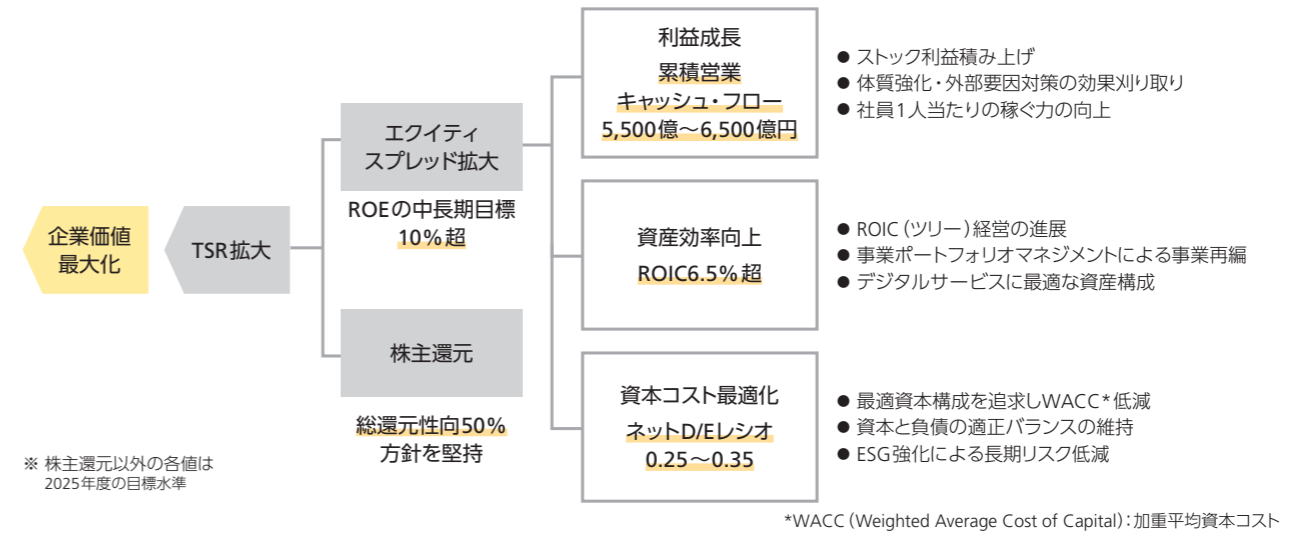 企業価値
最大化
TSR拡大
エクイティ
スプレッド拡大
ROEの中長期目標
10%超
株主還元
総還元性向50%
方針を堅持
利益成長
累積営業
キャッシュ・フロー
5,500億～6,500億円
● ストック利益積み上げ
● 体質強化・外部要因対策の効果刈り取り
● 社員1人当たりの稼ぐ力の向上
資産効率向上
ROIC6.5%超
● ROIC（ツリー）経営の進展
● 事業ポートフォリオマネジメントによる事業再編
● デジタルサービスに最適な資産構成
資本コスト最適化
ネットD/Eレシオ
0.25～0.35
● 最適資本構成を追求しWACC*低減
● 資本と負債の適正バランスの維持
● ESG強化による長期リスク低減
※ 株主還元以外の各値は
2025年度の目標水準
*WACC（Weighted Average Cost of Capital）：加重平均資本コスト